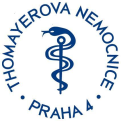 THOMAYEROVA NEMOCNICE
• PRAHA 4 •